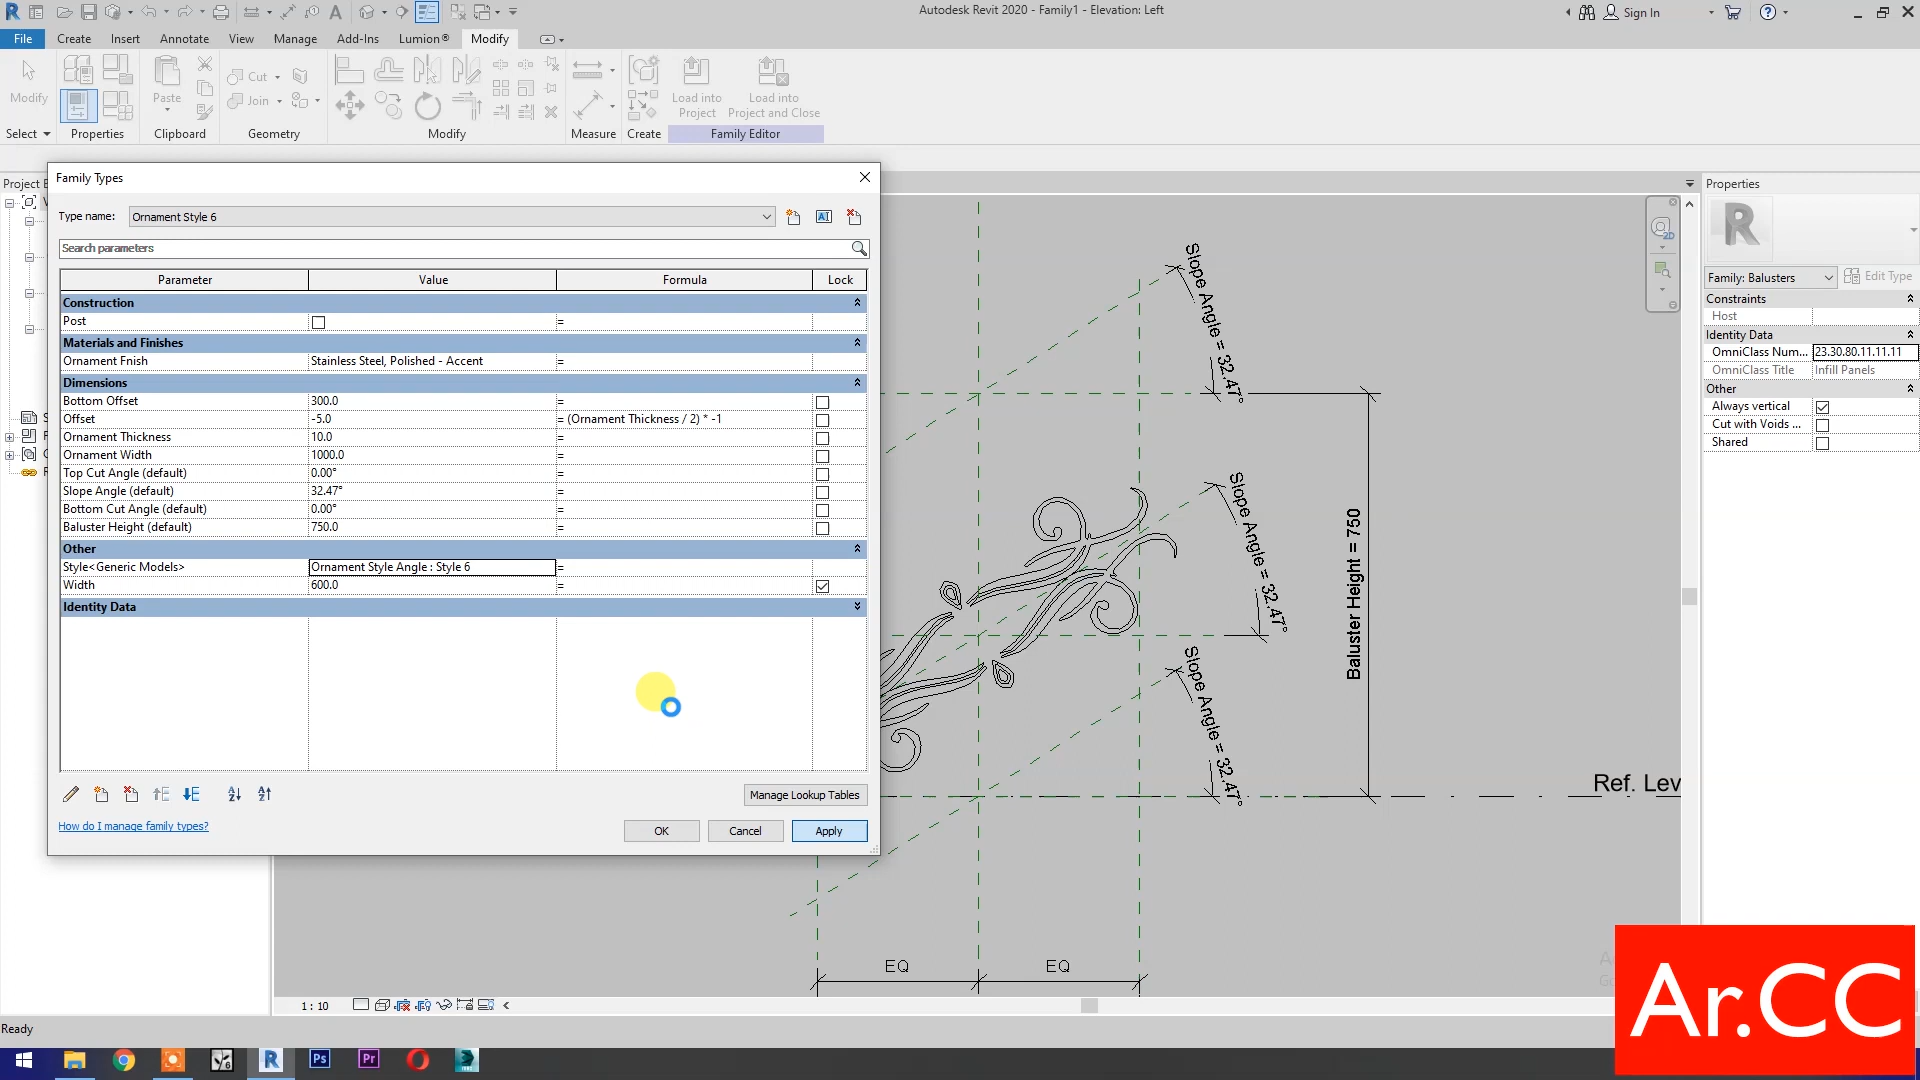 Autodesk Revit 2020 - Family1 - Elevation: Left
Sign In
File Create Insert Annotate View Manage Add-Ins Lumion® Modify
Modify
Paste
Cut
Join
Load into Project
Load into Project and Close
Select Properties Clipboard Geometry Modify Measure Create Family Editor
Project B
Family Types
Type name: Ornament Style 6
Search parameters
Parameter Value Formula Lock
Construction
Post =
Materials and Finishes
Ornament Fnish Stainless Steel, Polished - Accent =
Dimensions
Bottom Offset 300.0 =
Offset -5.0 = (Ornament Thickness / 2) * -1
Ornament Thickness 10.0 =
Ornament Width 1000.0 =
Top Cut Angle (default) 0.00° =
Slope Angle (default) 32.47° =
Bottom Cut Angle (default) 0.00° =
Baluster Height (default) 750.0 =
Other
Style<Generic Models> Ornament Style Angle : Style 6 =
Width 600.0 =
Identity Data
Manage Lookup Tables
How do I manage family types?
OK Cancel Apply
Slope Angle = 32.47°
Slope Angle = 32.47°
Slope Angle = 32.47°
Baluster Height = 750
Ref. Lev
EQ EQ
Properties
R
Family: Balusters Edit Type
Constraints
Host
Identity Data
OmniClass Num... 23.30.80.11.11.11
OmniClass Title Infill Panels
Other
Always vertical
Cut with Voids ...
Shared
1 : 10
Ready
Ar.CC